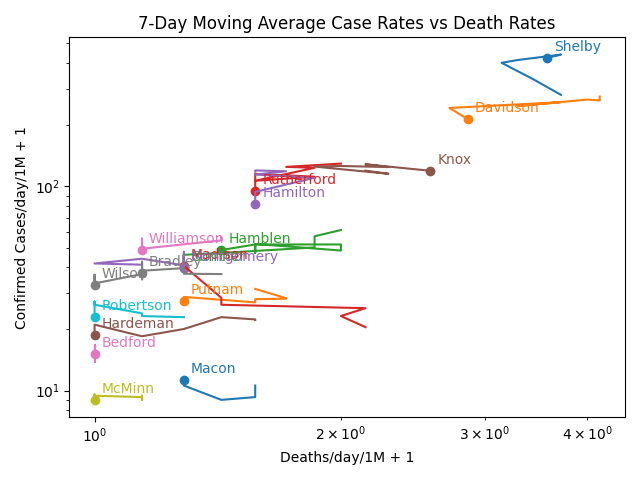 7-Day Moving Average Case Rates vs Death Rates
Confirmed Cases/day/1M + 1
10²
10¹
Shelby
Davidson
Knox
Rutherford
Hamilton
Williamson
Hamblen
Bradley
Wilson
Putnam
Robertson
Hardeman
Bedford
Macon
McMinn
10⁰
2 × 10⁰
3 × 10⁰
4 × 10⁰
Deaths/day/1M + 1